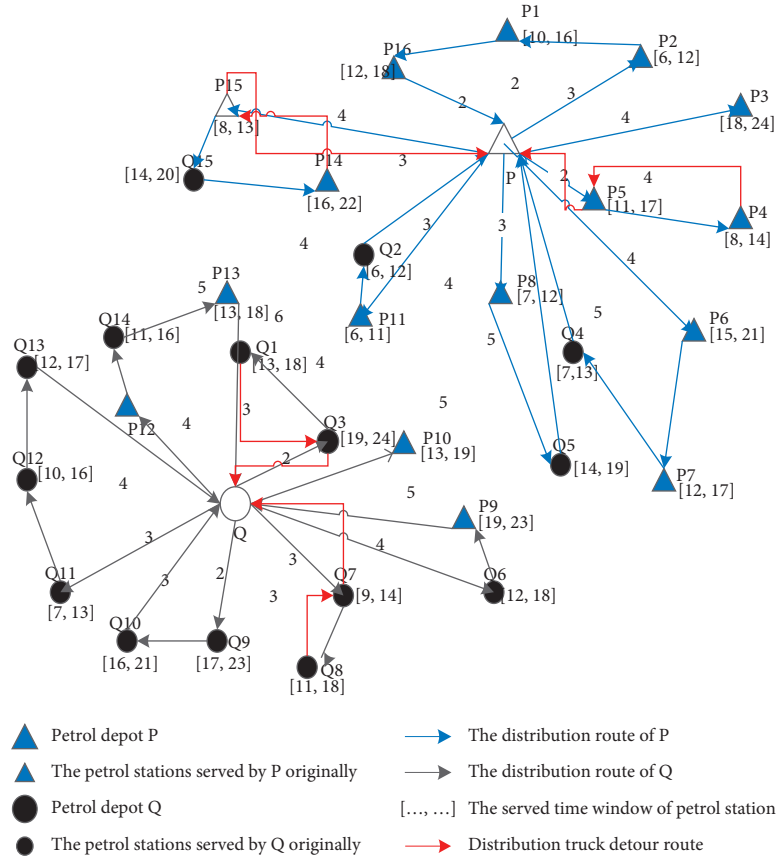 P1
[10, 16]
P2
[6, 12]
P16
[12, 18]
2
3
2
P3
[18, 24]
4
P15
[8, 13]
4
Q15
[14, 20]
P14
[16, 22]
3
P
2
P5
[11, 17]
4
P4
[8, 14]
3
3
4
Q2
[6, 12]
4
4
P13
[13, 18]
5
6
P11
[6, 11]
P8
[7, 12]
5
5
Q4
[7,13]
P6
[15, 21]
Q14
[11, 16]
Q13
[12, 17]
Q1
[13, 18]
4
3
5
P12
4
Q3
[19, 24]
P10
[13, 19]
Q5
[14, 19]
P7
[12, 17]
Q12
[10, 16]
4
2
5
Q
P9
[19, 23]
3
3
2
3
4
Q11
[7, 13]
Q7
[9, 14]
3
Q6
[12, 18]
Q10
[16, 21]
Q9
[17, 23]
Q8
[11, 18]
Petrol depot P
The distribution route of P
The petrol stations served by P originally
The distribution route of Q
Petrol depot Q
[..., ...] The served time window of petrol station
The petrol stations served by Q originally
Distribution truck detour route